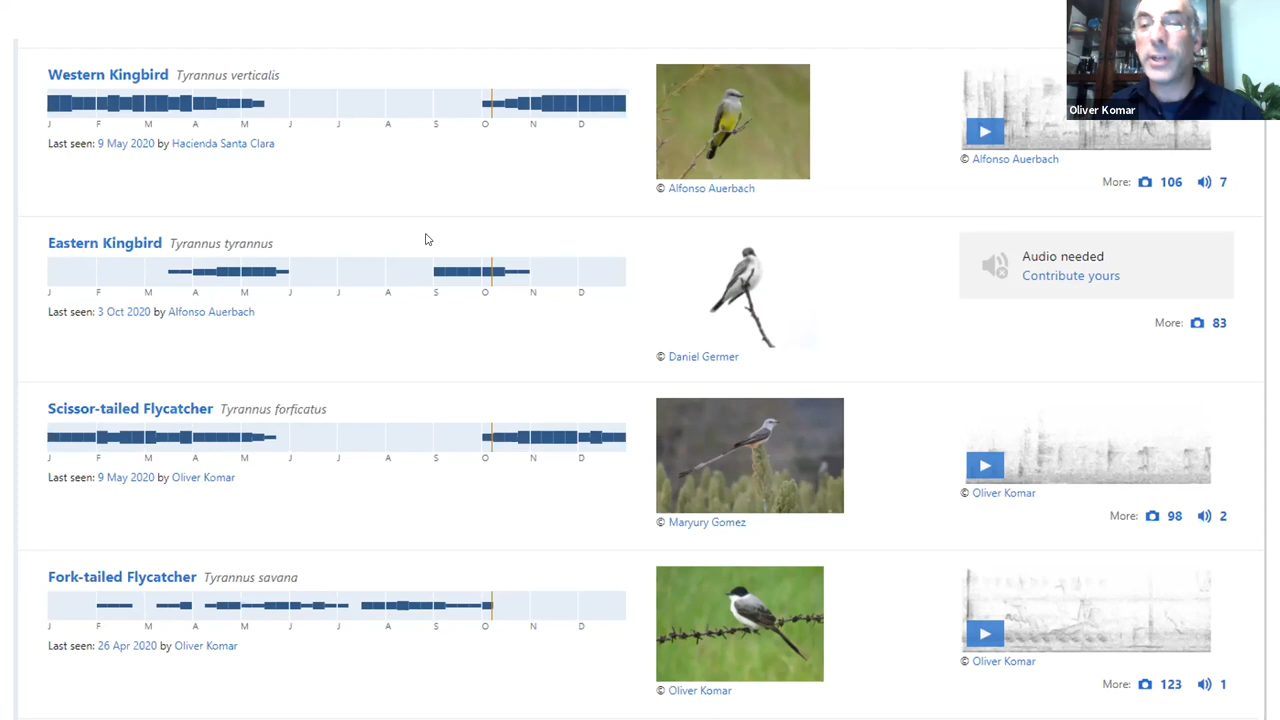 Oliver Komar
Western Kingbird Tyrannus verticalis
J F M A M J J A S O N D
Last seen: 9 May 2020 by Hacienda Santa Clara
© Alfonso Auerbach
© Alfonso Auerbach
More: 106 7
Eastern Kingbird Tyrannus tyrannus
J F M A M J J A S O N D
Last seen: 3 Oct 2020 by Alfonso Auerbach
© Daniel Germer
Audio needed
Contribute yours
More: 83
Scissor-tailed Flycatcher Tyrannus forficatus
J F M A M J J A S O N D
Last seen: 9 May 2020 by Oliver Komar
© Maryury Gomez
© Oliver Komar
More: 98 2
Fork-tailed Flycatcher Tyrannus savana
J F M A M J J A S O N D
Last seen: 26 Apr 2020 by Oliver Komar
© Oliver Komar
© Oliver Komar
More: 123 1